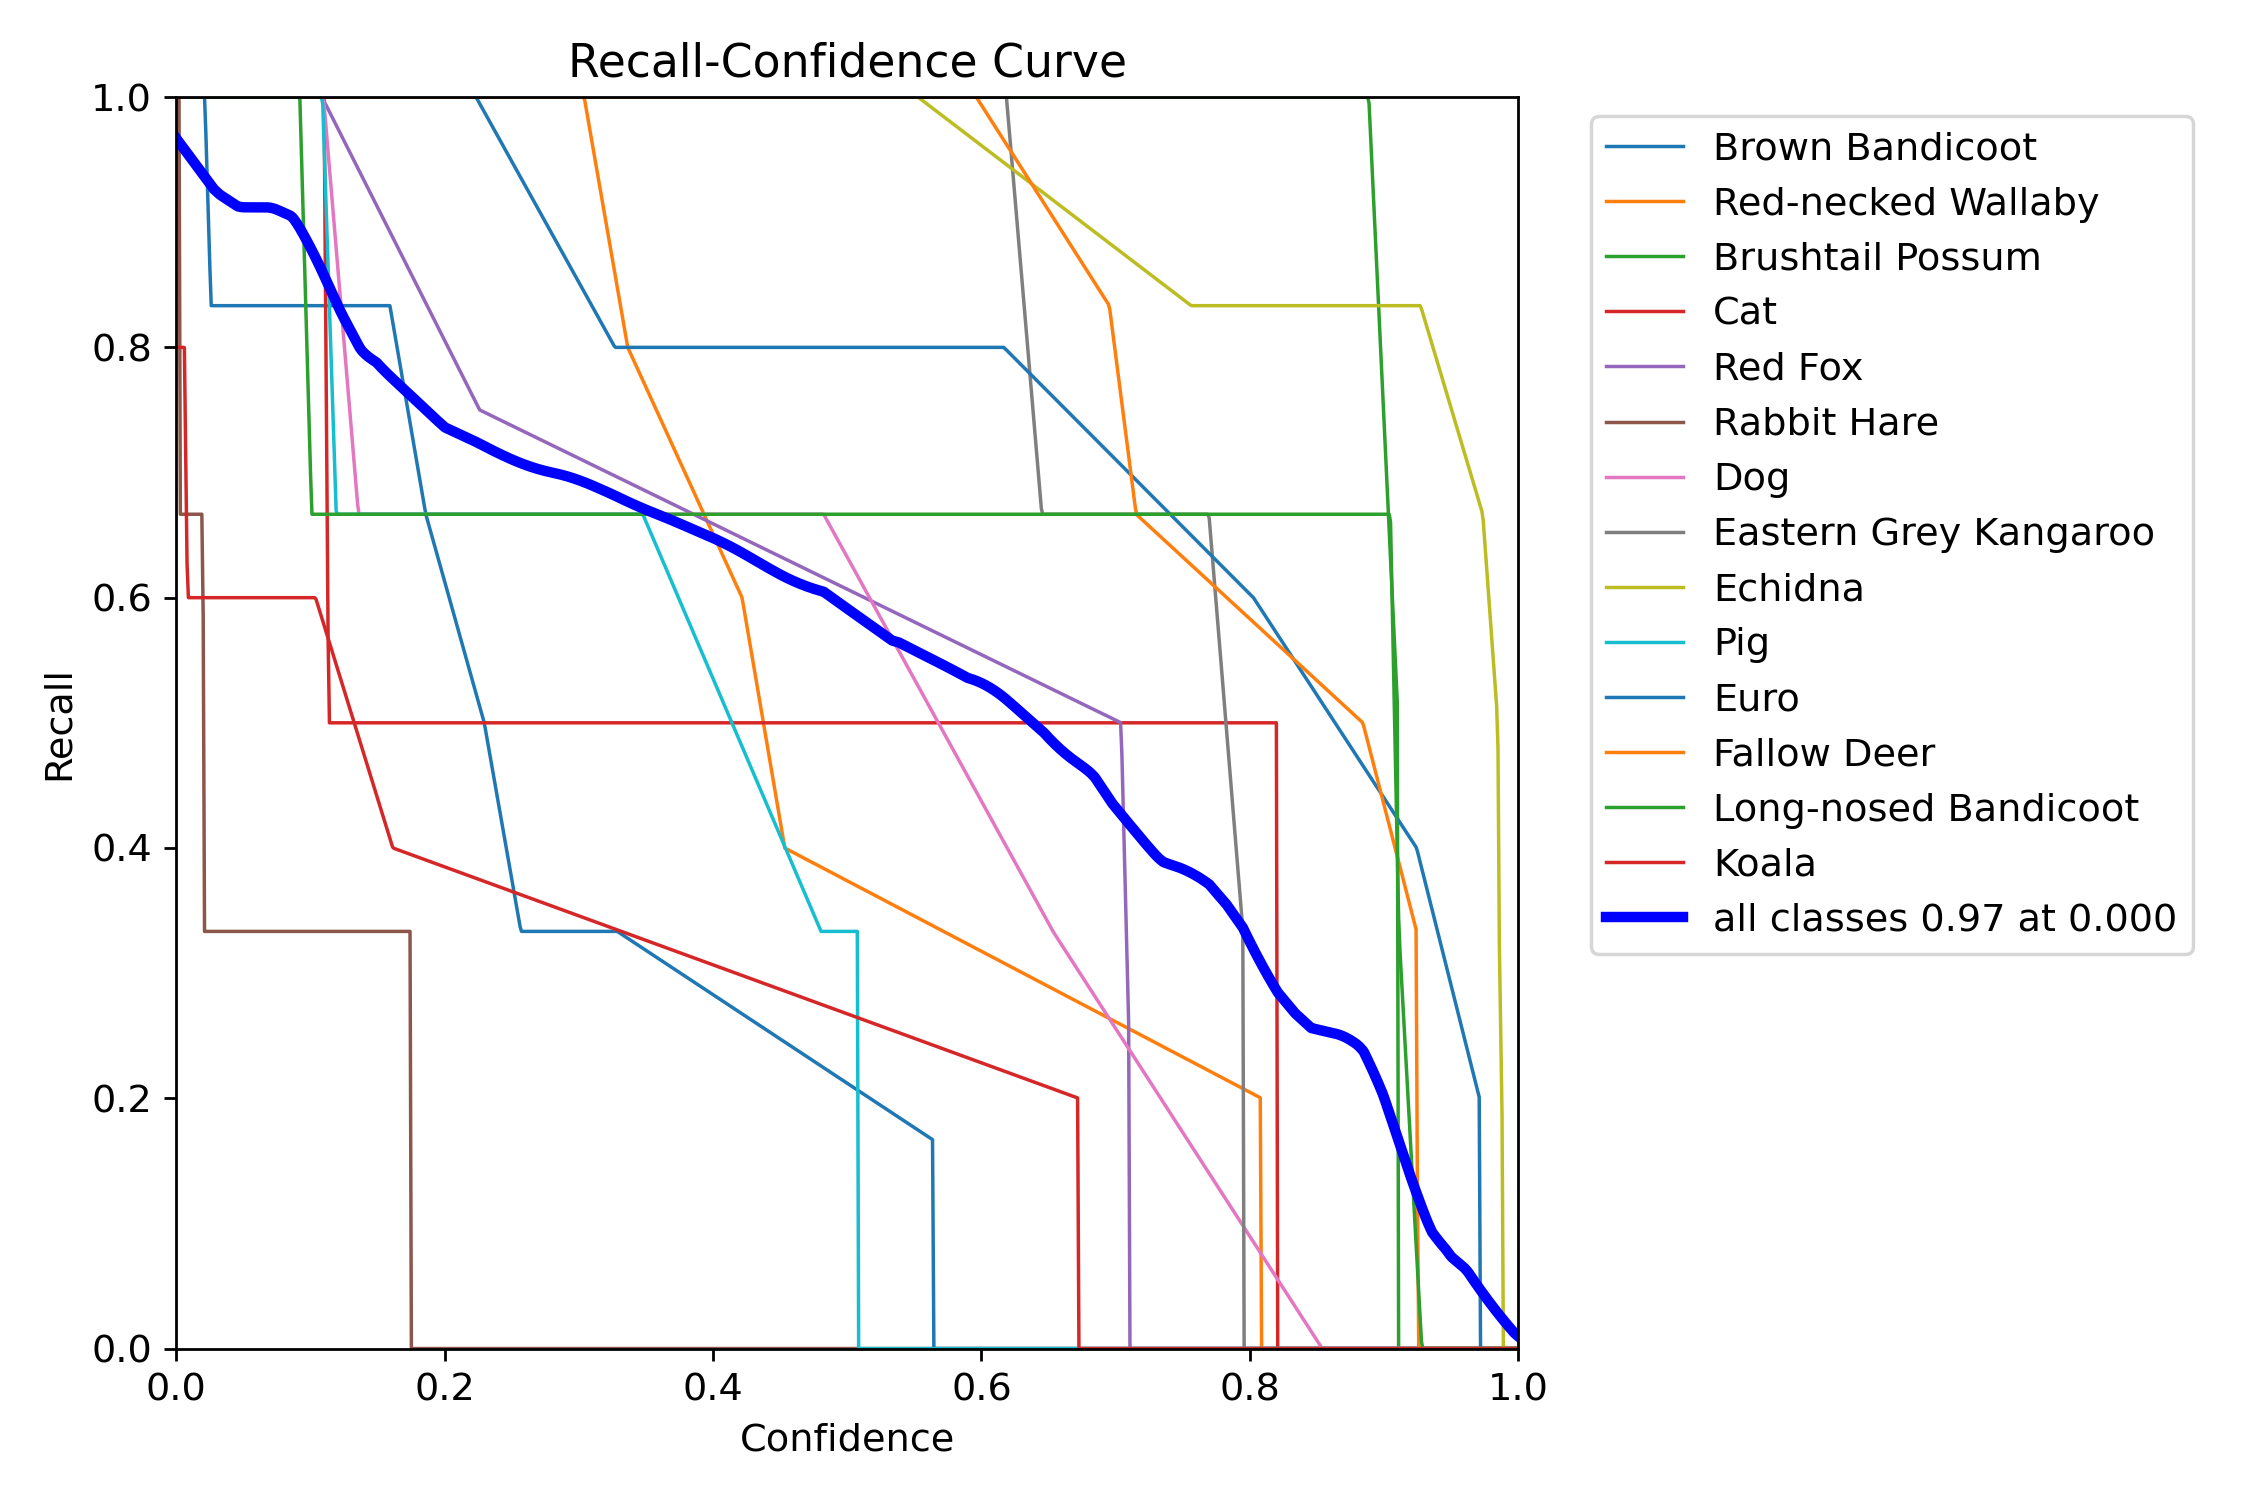 Recall-Confidence Curve
1.0
0.8
0.6
0.4
0.2
0.0
Recall
0.0 0.2 0.4 0.6 0.8 1.0
Confidence
Brown Bandicoot
Red-necked Wallaby
Brushtail Possum
Cat
Red Fox
Rabbit Hare
Dog
Eastern Grey Kangaroo
Echidna
Pig
Euro
Fallow Deer
Long-nosed Bandicoot
Koala
all classes 0.97 at 0.000